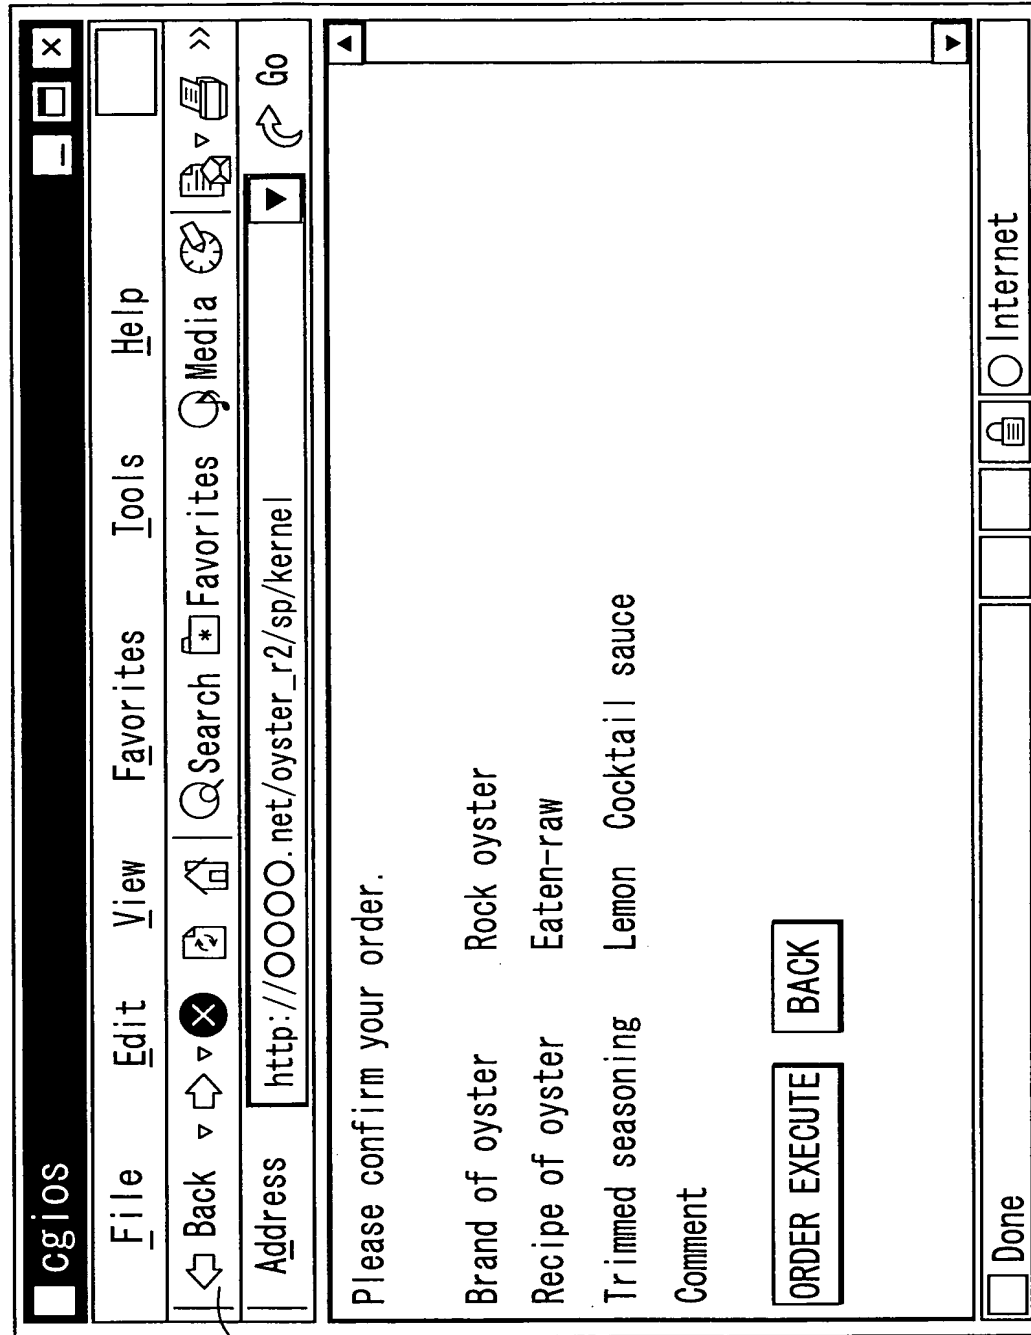 cgios
File Edit View Favorites Tools Help
Back Search Favorites Media
Address http://OOOO.net/oyster_r2/sp/kernel Go
Please confirm your order.
Brand of oyster Rock oyster
Recipe of oyster Eaten-raw
Trimmed seasoning Lemon Cocktail sauce
Comment
ORDER EXECUTE BACK
Done Internet